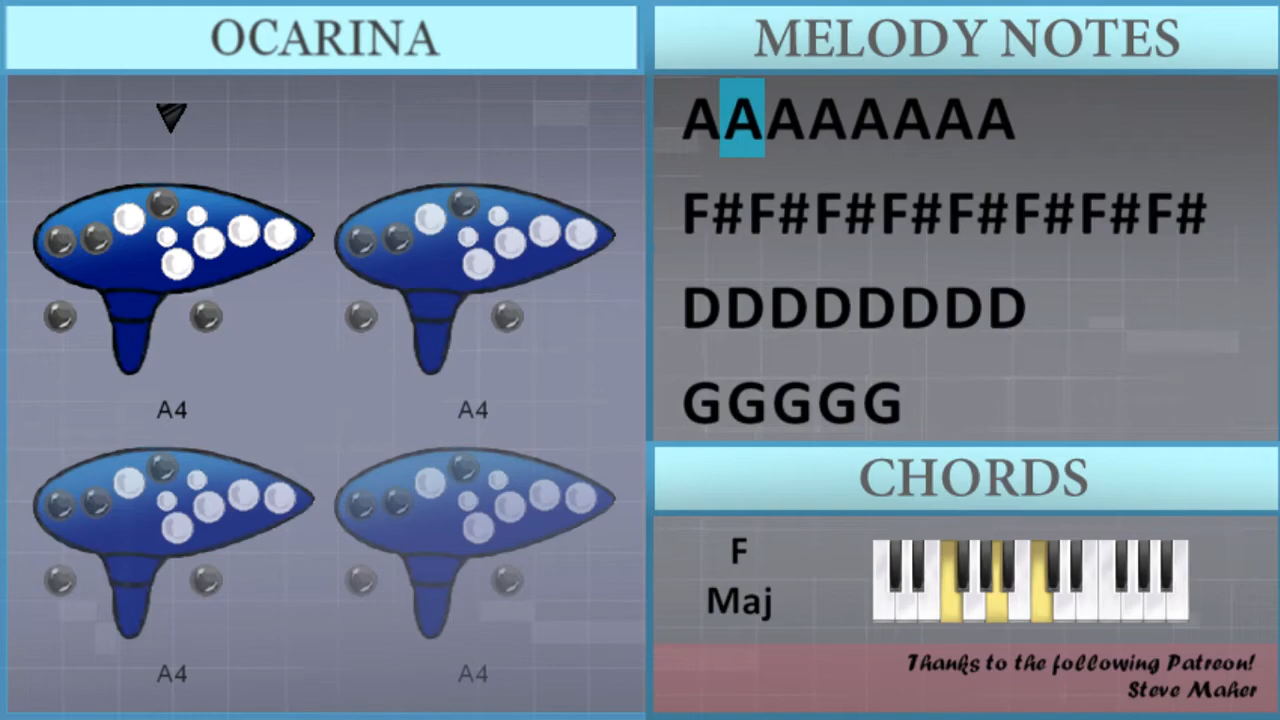 OCARINA
A4
A4
A4
A4
MELODY NOTES
AAAAAAAA
F#F#F#F#F#F#F#F#
DDDDDDDD
GGGGG
CHORDS
F
Maj
Thanks to the following Patreon!
Steve Maher